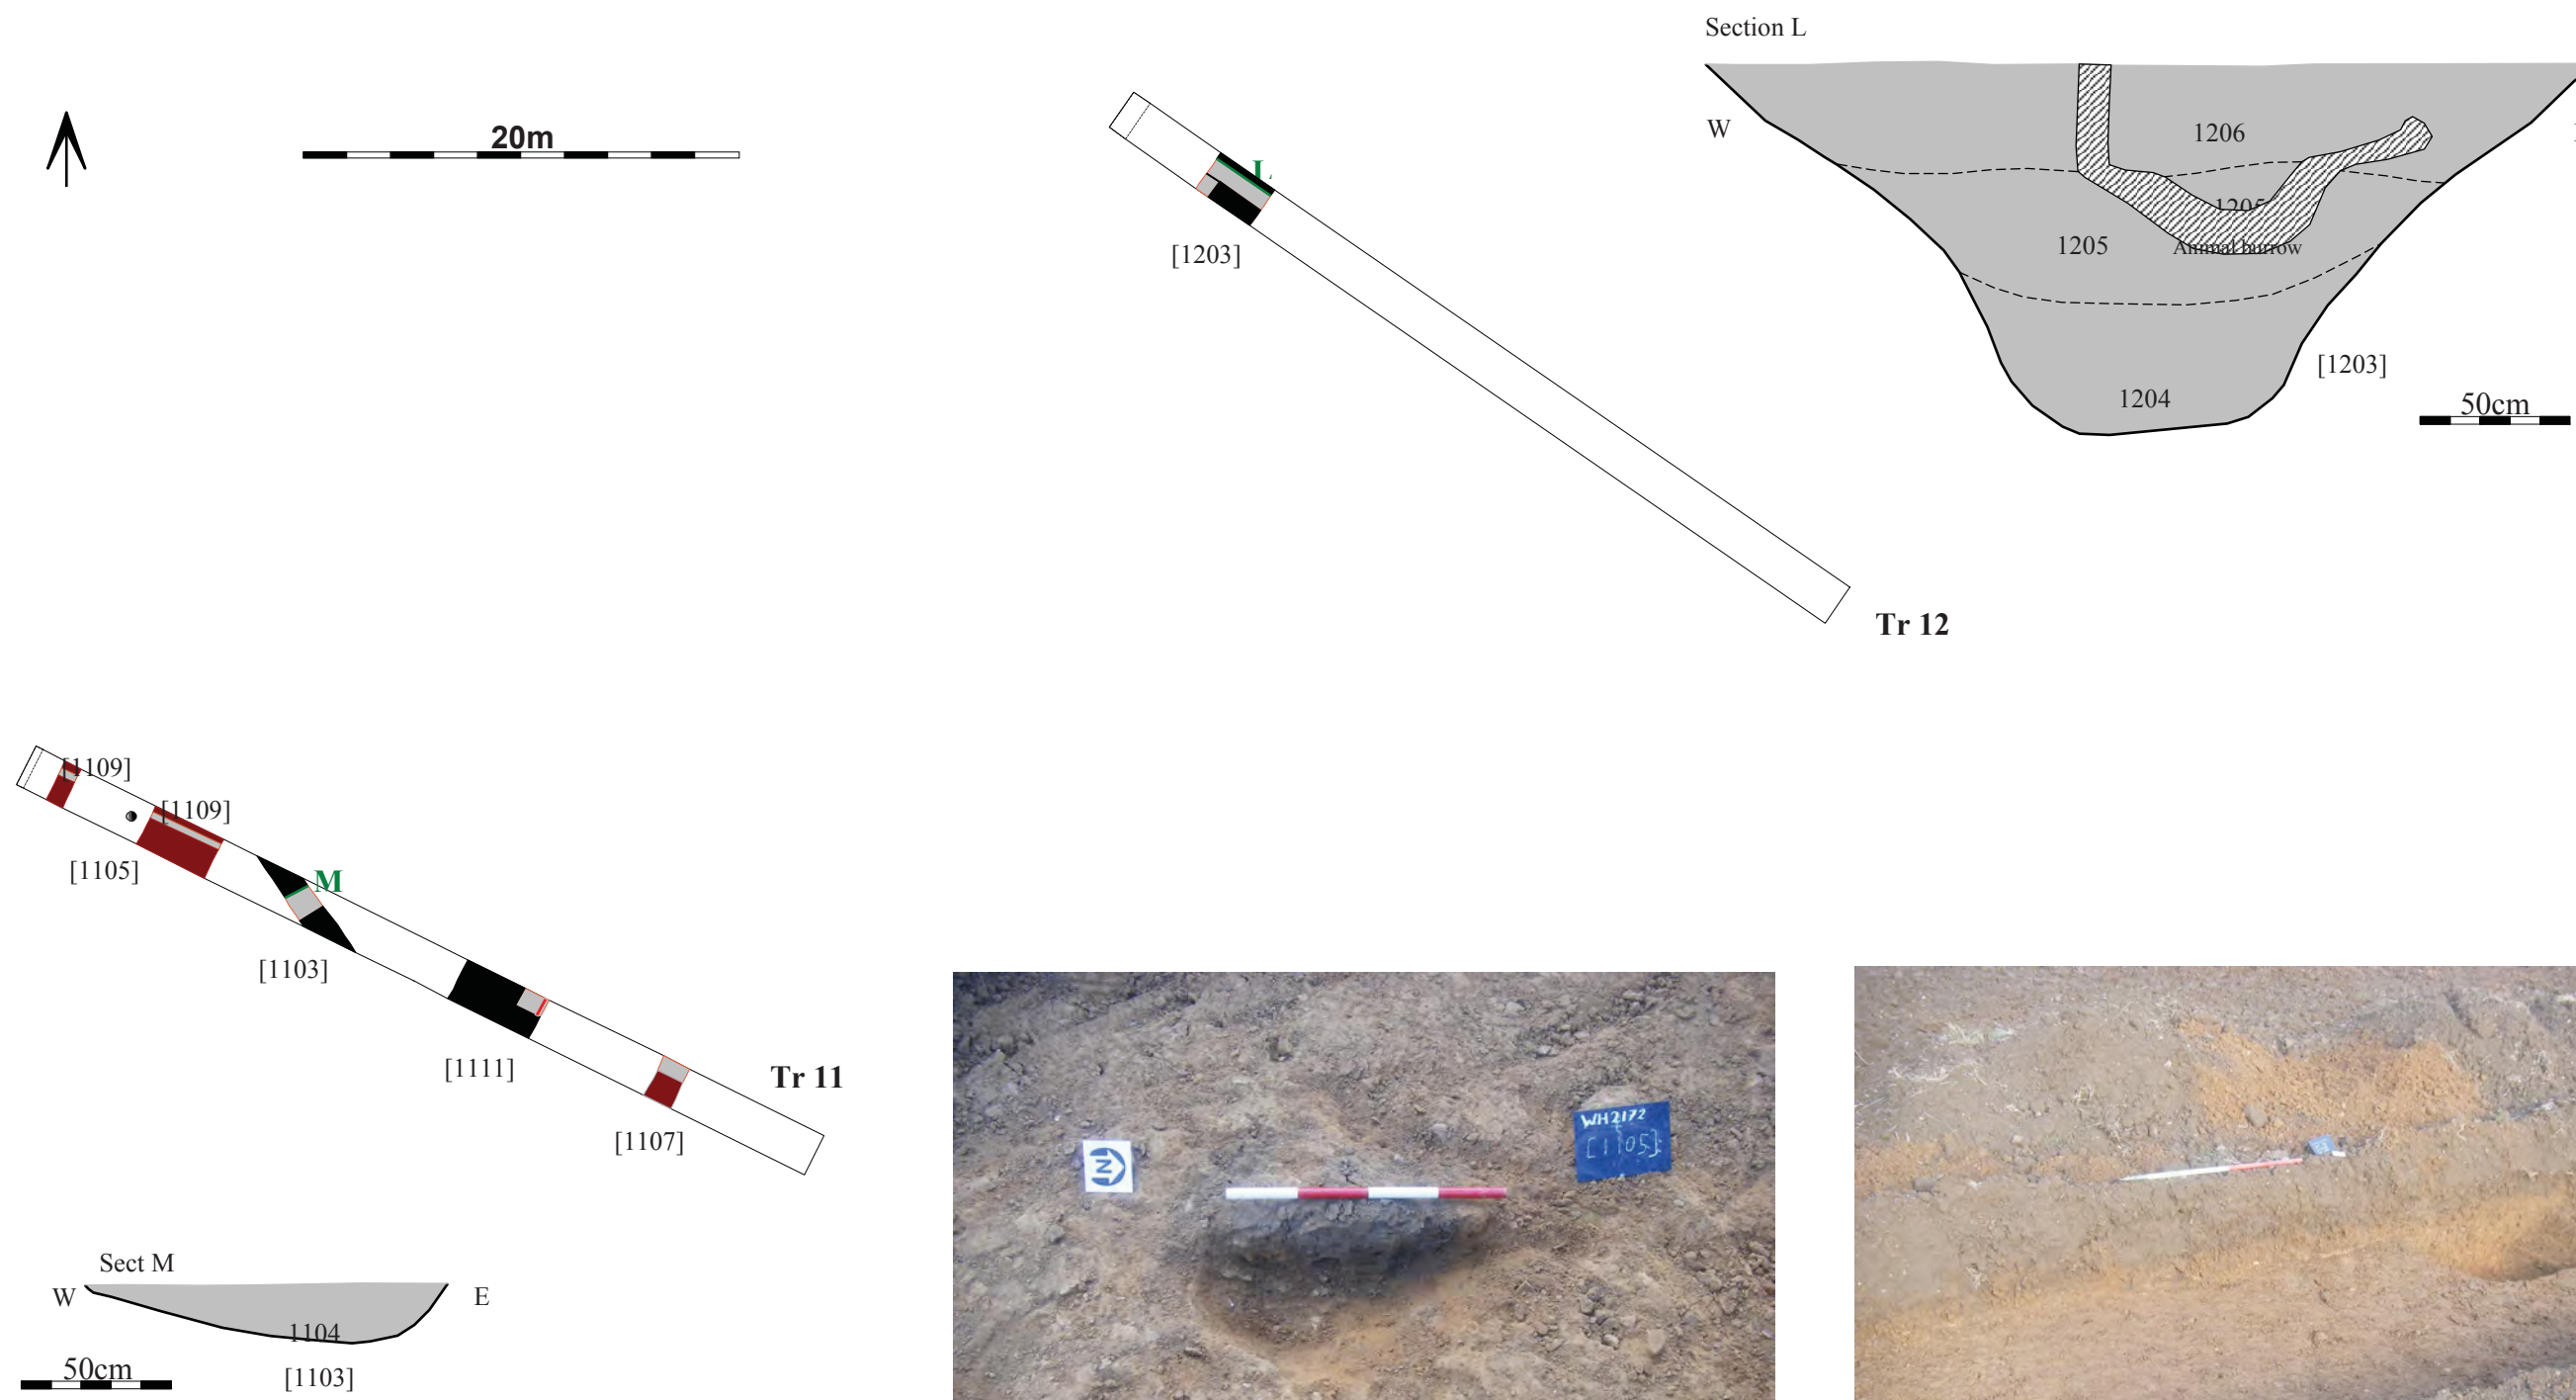 Section L
W
1206
1205
1205
Animal burrow
[1203]
1204
50cm
20m
L
[1203]
Tr 12
[1109]
[1109]
[1105]
M
[1103]
[1111]
Tr 11
[1107]
Sect M
W
E
1104
50cm
[1103]
N
WH2172
[1105]